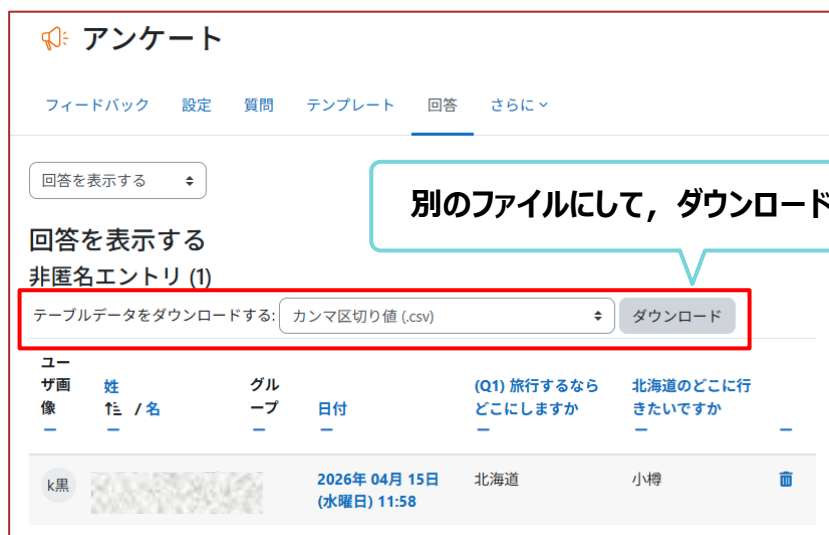 アンケート
フィードバック 設定 質問 テンプレート 回答 さらに
回答を表示する
別のファイルにして，ダウンロード
回答を表示する
非匿名エントリ (1)
テーブルデータをダウンロードする: カンマ区切り値 (.csv) ダウンロード
ユー
ザ画
像
姓
/ 名
グル
ープ
日付
(Q1) 旅行するなら
どこにしますか
北海道のどこに行
きたいですか
k黒
2026年 04月 15日
(水曜日) 11:58
北海道
小樽